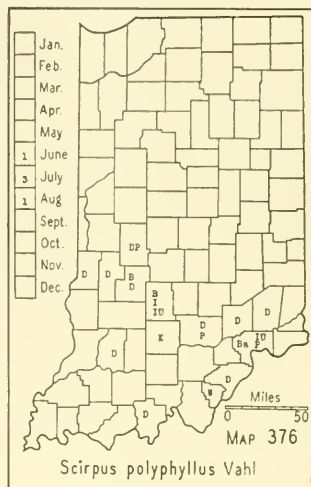 Jan.
Feb.
Mar.
Apr.
May
1 June
3 July
1 Aug
Sept.
Oct.
Nov.
Dec.
DP
D D B
D
B
I
IU
K
D
P
D D
IU
Ba P
D
D
N
D
Miles
0 50
MAP 376
Scirpus polyphyllus Vahl